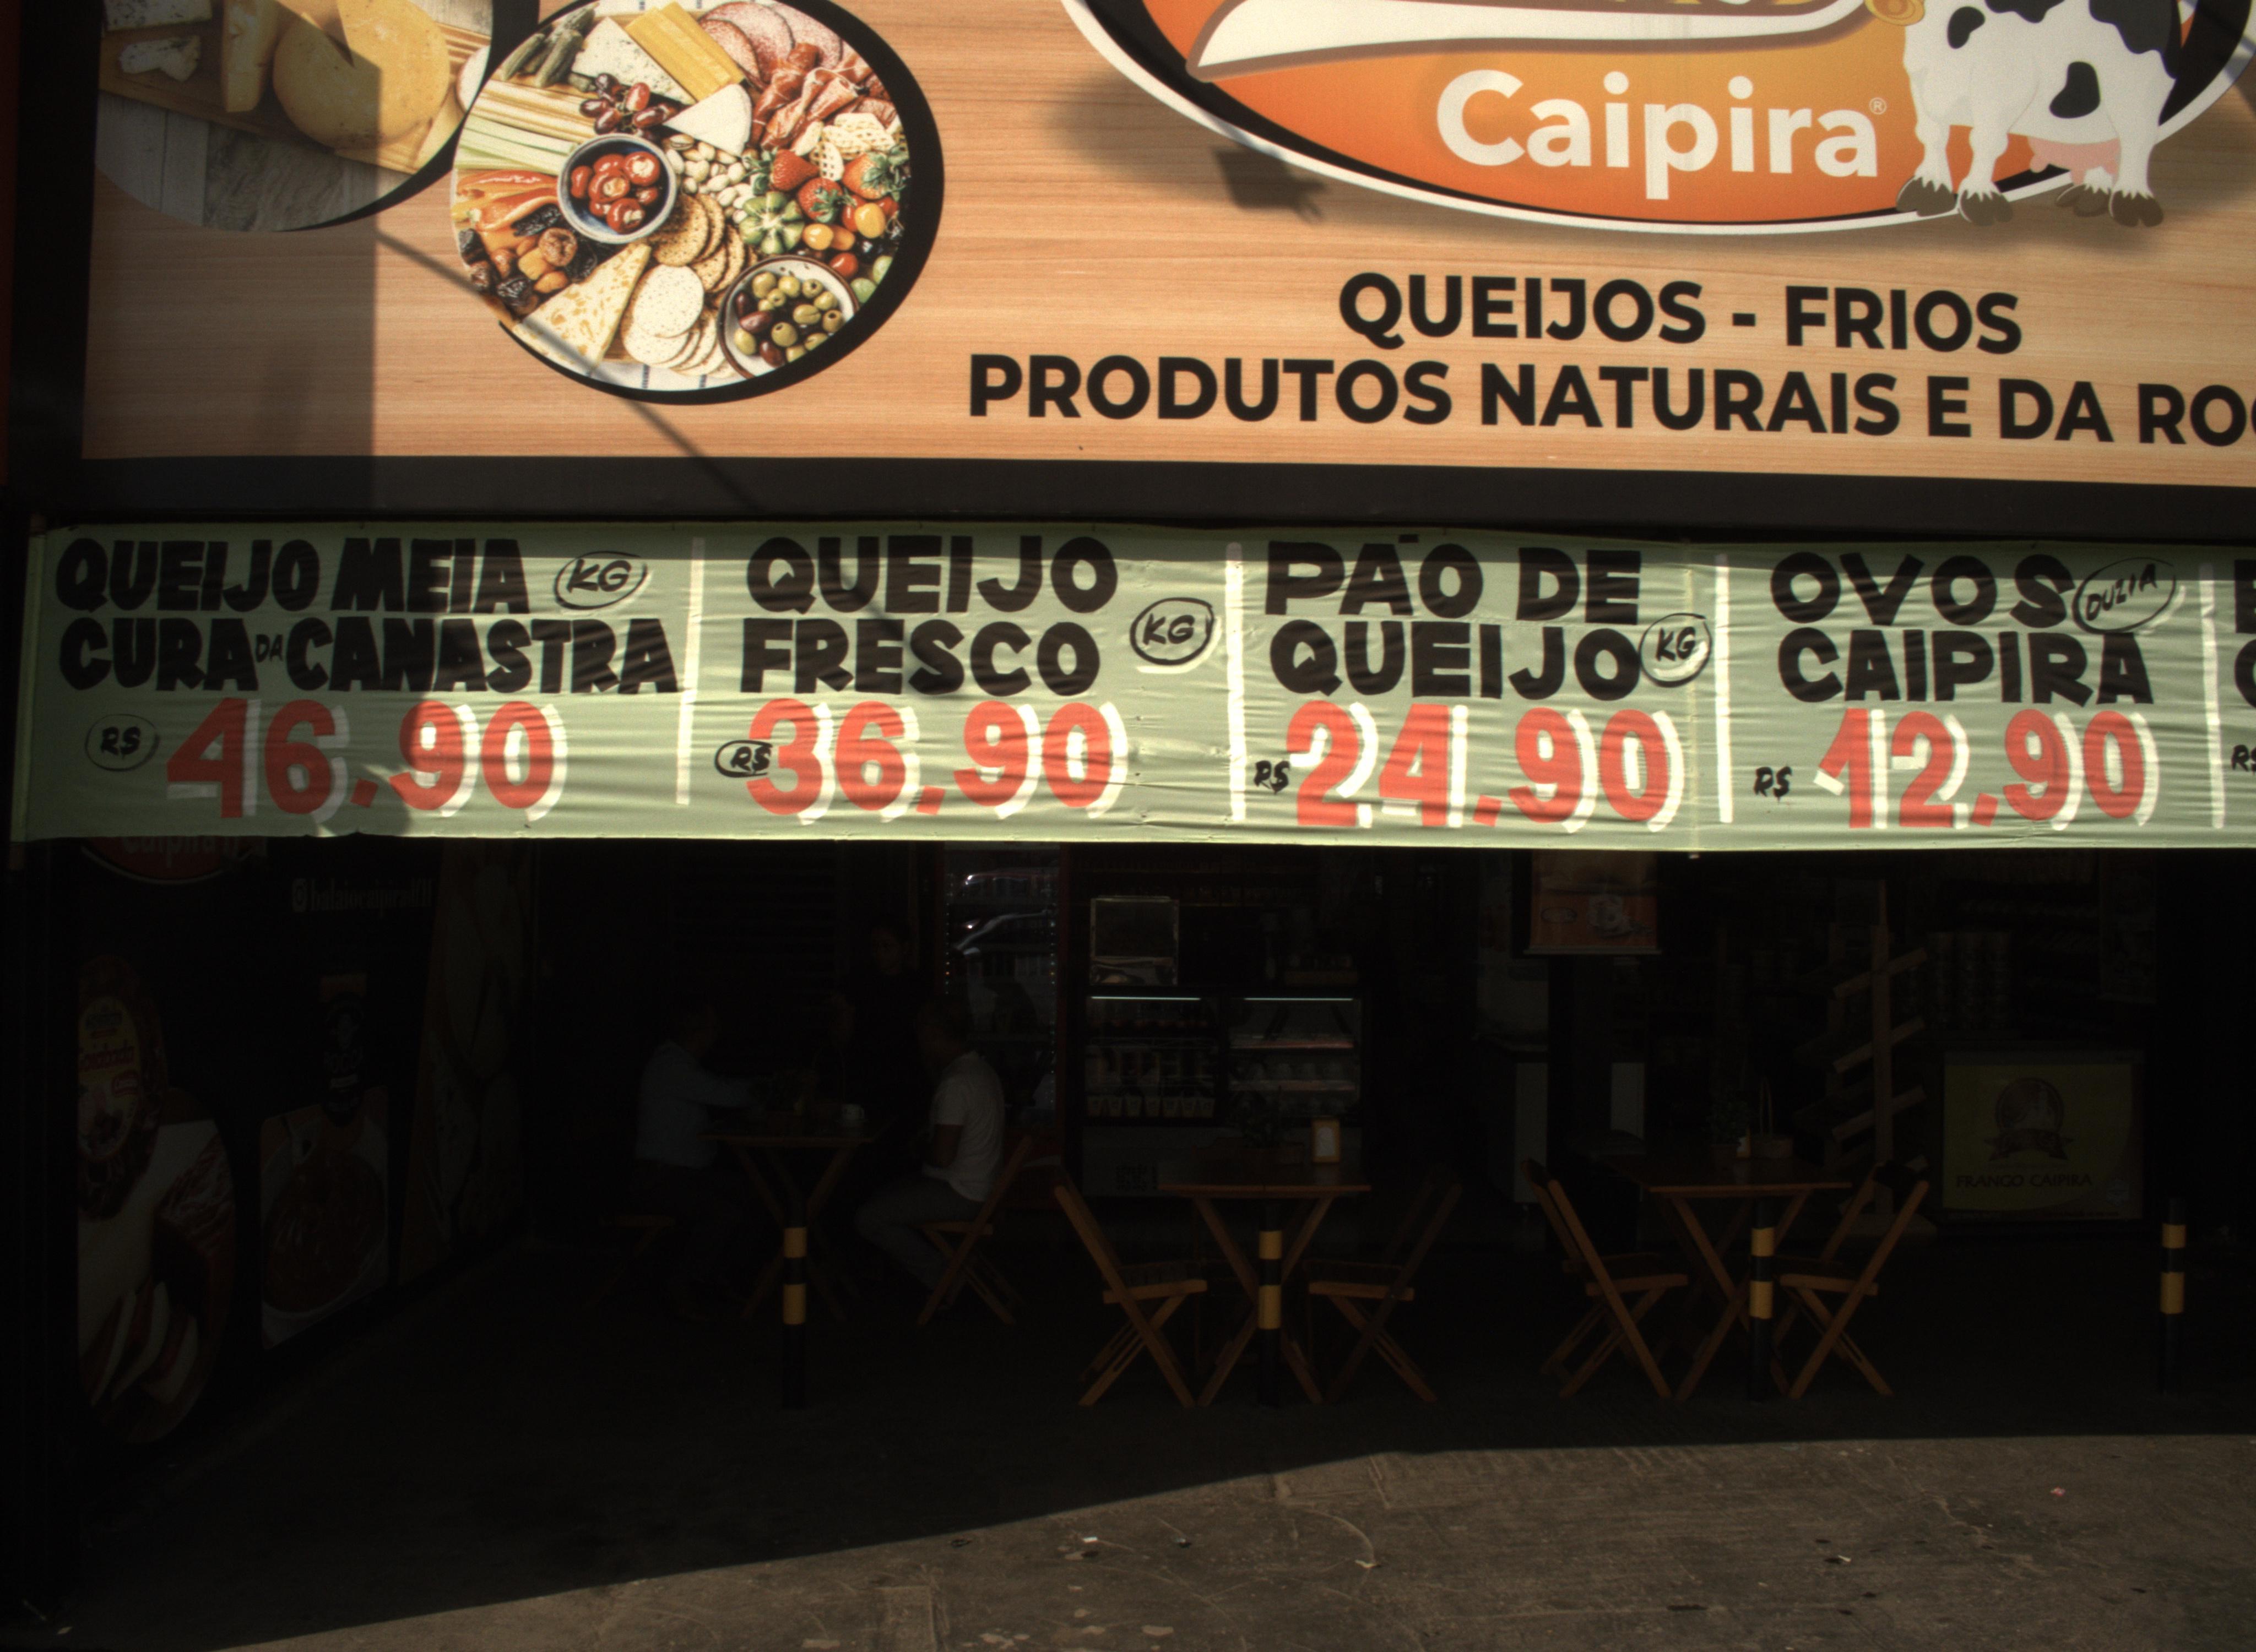 Caipira®
QUEIJOS - FRIOS
PRODUTOS NATURAIS E DA
QUEIJO MEIA KG
CURA DA CANASTRA
R$ 46.90
QUEIJO
FRESCO KG
R$ 36.90
PÃO DE
QUEIJO KG
R$ 24.90
OVOS DUZIA
CAIPIRA
R$ 12.90
R$
Caipira
FRANGO CAIPIRA